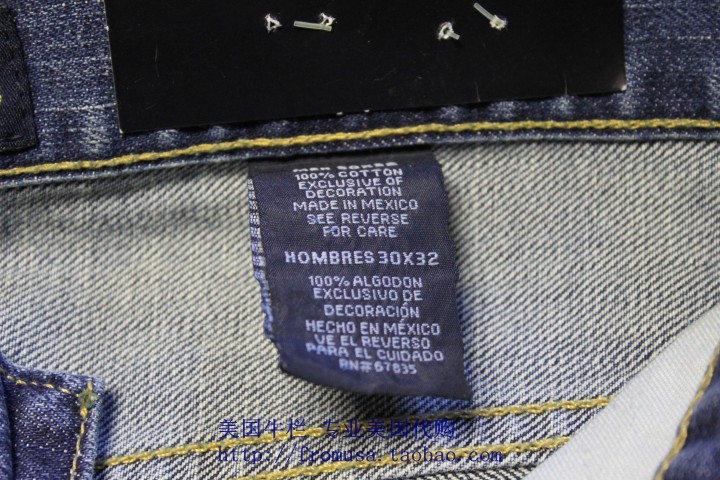 MEN 30X32
100% COTTON
EXCLUSIVE OF
DECORATION
MADE IN MEXICO
SEE REVERSE
FOR CARE
HOMBRES 30X32
100% ALGODON
EXCLUSIVO DE
DECORACIÓN
HECHO EN MÉXICO
VE EL REVERSO
PARA EL CUIDADO
RN#67835
美国牛栏 专业美国代购
http://fromusa.taobao.com